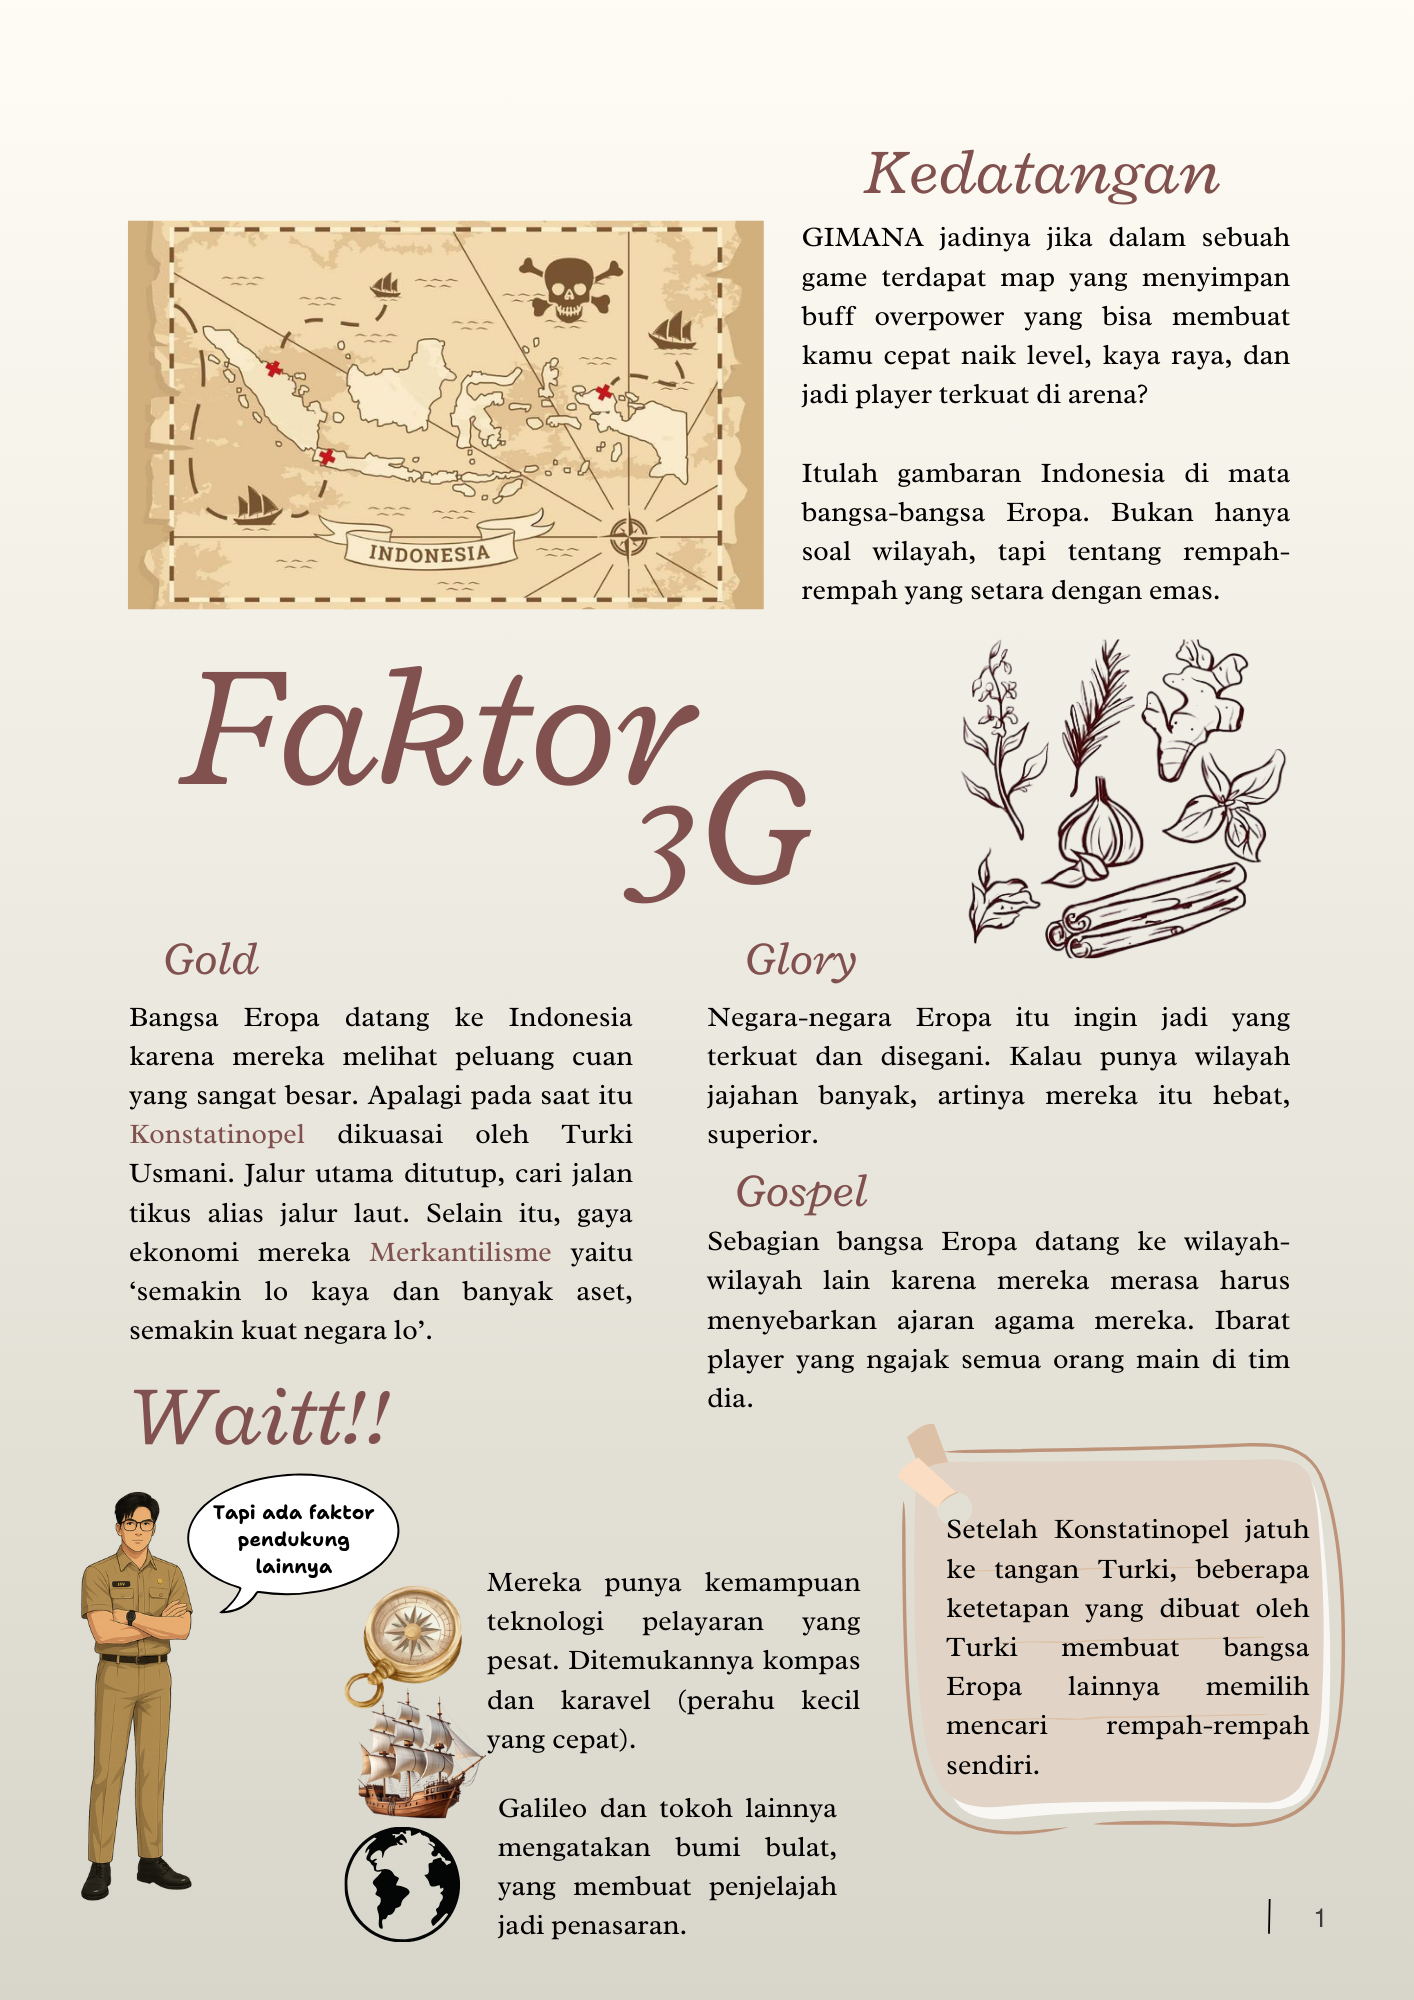 Kedatangan
GIMANA jadinya jika dalam sebuah
game terdapat map yang menyimpan
buff overpower yang bisa membuat
kamu cepat naik level, kaya raya, dan
jadi player terkuat di arena?
Itulah gambaran Indonesia di mata
bangsa-bangsa Eropa. Bukan hanya
soal wilayah, tapi tentang rempah-
rempah yang setara dengan emas.
INDONESIA
Faktor
3G
Gold
Bangsa Eropa datang ke Indonesia
karena mereka melihat peluang cuan
yang sangat besar. Apalagi pada saat itu
Konstatinopel dikuasai oleh Turki
Usmani. Jalur utama ditutup, cari jalan
tikus alias jalur laut. Selain itu, gaya
ekonomi mereka Merkantilisme yaitu
‘semakin lo kaya dan banyak aset,
semakin kuat negara lo’.
Glory
Negara-negara Eropa itu ingin jadi yang
terkuat dan disegani. Kalau punya wilayah
jajahan banyak, artinya mereka itu hebat,
superior.
Gospel
Sebagian bangsa Eropa datang ke wilayah-
wilayah lain karena mereka merasa harus
menyebarkan ajaran agama mereka. Ibarat
player yang ngajak semua orang main di tim
dia.
Waitt!!
Tapi ada faktor
pendukung
lainnya
Mereka punya kemampuan
teknologi pelayaran yang
pesat. Ditemukannya kompas
dan karavel (perahu kecil
yang cepat).
Galileo dan tokoh lainnya
mengatakan bumi bulat,
yang membuat penjelajah
jadi penasaran.
Setelah Konstatinopel jatuh
ke tangan Turki, beberapa
ketetapan yang dibuat oleh
Turki membuat bangsa
Eropa lainnya memilih
mencari rempah-rempah
sendiri.
1